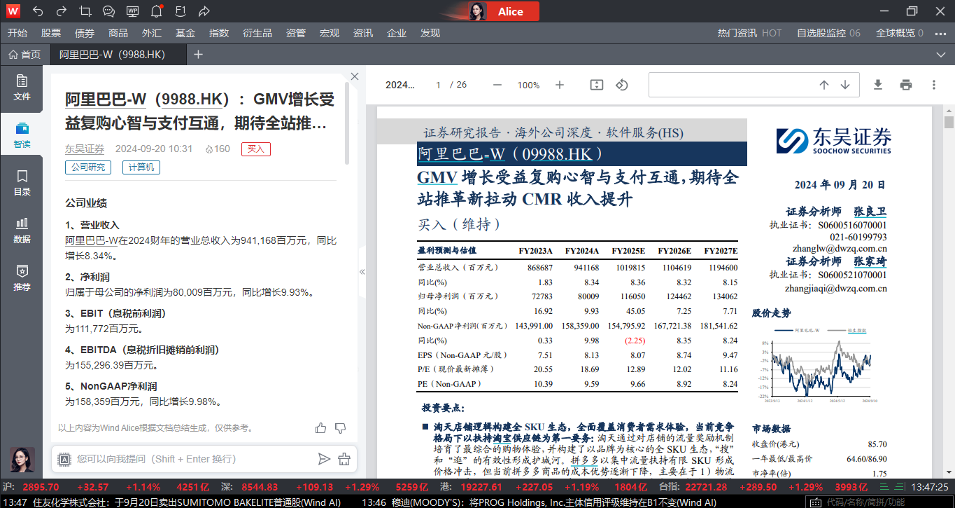 W
Alice
开始 股票 债券 商品 外汇 基金 指数 衍生品 资管 宏观 资讯 企业 发现 热门资讯 HOT 自选股监控 06 全球概览 0
首页 阿里巴巴-W（9988.HK）
文件
智读
目录
数据
推荐
阿里巴巴-W（9988.HK）：GMV增长受
益复购心智与支付互通，期待全站推...
东吴证券 2024-09-20 10:31 160 买入
公司研究 计算机
公司业绩
1、营业收入
阿里巴巴-W在2024财年的营业总收入为941,168百万元，同比
增长8.34%。
2、净利润
归属于母公司的净利润为80,009百万元，同比增长9.93%。
3、EBIT（息税前利润）
为111,772百万元。
4、EBITDA（息税折旧摊销前利润）
为155,296.39百万元。
5、NonGAAP净利润
为158,359百万元，同比增长9.98%。
以上内容为Wind Alice根据文档总结生成，仅供参考。
您可以向我提问（Shift + Enter 换行）
2024... 1 / 26 100%
证券研究报告·海外公司深度·软件服务(HS)
阿里巴巴-W（09988.HK）
GMV 增长受益复购心智与支付互通,期待全
站推革新拉动 CMR 收入提升
买入（维持）
盈利预测与估值 FY2023A FY2024A FY2025E FY2026E FY2027E
营业总收入（百万元） 868687 941168 1019815 1104619 1194600
同比(%) 1.83 8.34 8.36 8.32 8.15
归母净利润（百万元） 72783 80009 116050 124462 134062
同比(%) 16.92 9.93 45.05 7.25 7.71
Non-GAAP净利润(百万元) 143,991.00 158,359.00 154,795.92 167,721.38 181,541.62
同比(%) 0.33 9.98 (2.25) 8.35 8.24
EPS（Non-GAAP 元/股） 7.51 8.13 8.07 8.74 9.47
P/E（现价最新摊薄） 20.55 18.69 12.89 12.02 11.16
PE（Non-GAAP） 10.39 9.59 9.66 8.92 8.24
投资要点：
淘天店铺逻辑构建全 SKU 生态，全面覆盖消费者需求体验，当前竞争
格局下以扶持淘宝供应链为第一要务：淘天通过对店铺的流量奖励机制
培育了最综合的购物体验，并构建了以品牌为核心的全 SKU 生态，“搜”
和“逛”的有效性形成护城河。拼多多以集中流量扶持有限 SKU 形成
价格冲击，但当前拼多多商品的成本优势逐渐下降，主要在于 1）物流
东吴证券
SOOCHOW SECURITIES
2024 年 09 月 20 日
证券分析师 张良卫
执业证书：S0600516070001
021-60199793
zhanglw@dwzq.com.cn
证券分析师 张家琦
执业证书：S0600521070001
zhangjiaqi@dwzq.com.cn
股价走势
市场数据
收盘价(港元) 85.70
一年最低/最高价 64.60/86.90
市净率(倍) 1.75
沪: 2895.70 +32.57 +1.14% 4251亿 深: 8544.83 +109.13 +1.29% 5259亿 港: 19227.61 +227.05 +1.19% 1804亿 台指: 22721.28 +289.50 +1.29% 3993亿 13:47:25
13:47 住友化学株式会社：于9月20日卖出SUMITOMO BAKELITE普通股(Wind AI) 13:46 穆迪(MOODY'S)：将PROG Holdings, Inc.主体信用评级维持在B1不变(Wind AI) 代码/名称/简拼/功能